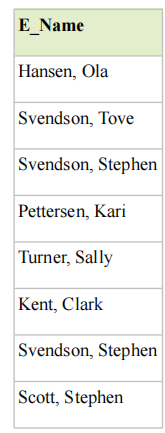 E_Name
Hansen, Ola
Svendson, Tove
Svendson, Stephen
Pettersen, Kari
Turner, Sally
Kent, Clark
Svendson, Stephen
Scott, Stephen